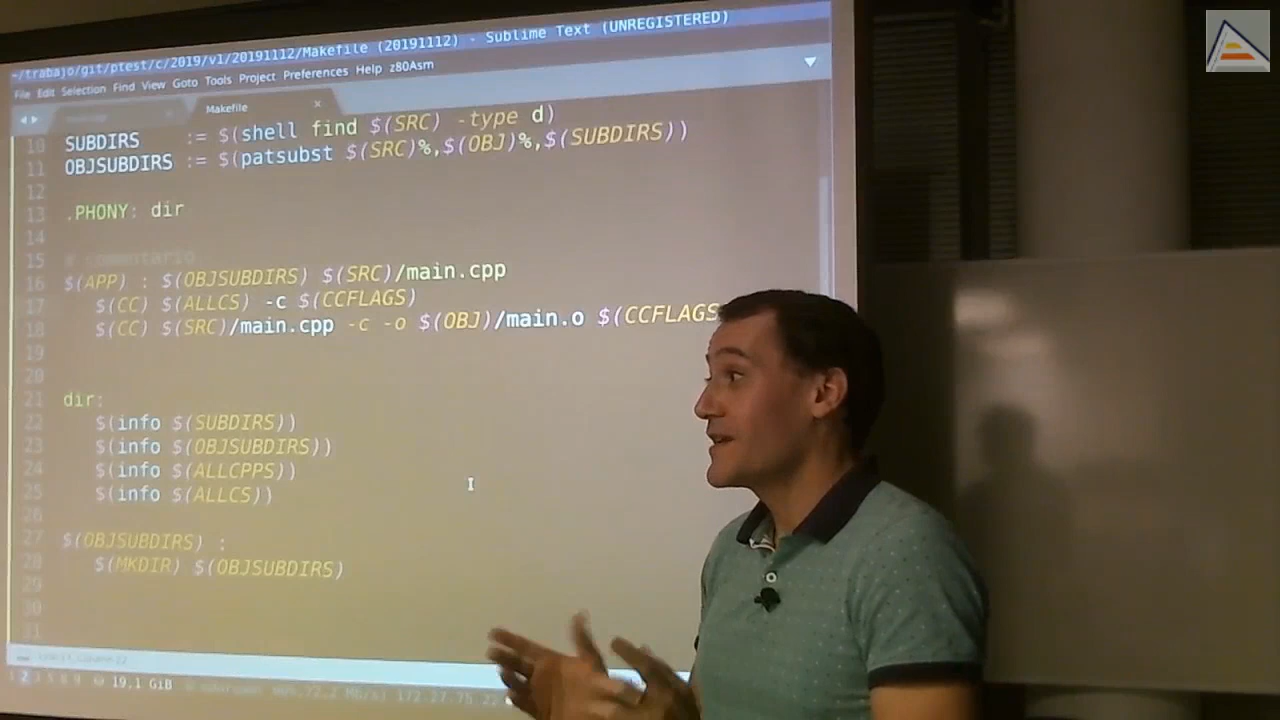 ~/trabajo/git/ptest/c/2019/v1/20191112/Makefile (20191112) - Sublime Text (UNREGISTERED)
File Edit Selection Find View Goto Tools Project Preferences Help z80Asm
Makefile ×
10 SUBDIRS := $(shell find $(SRC) -type d)
11 OBJSUBDIRS := $(patsubst $(SRC)%,$(OBJ)%,$(SUBDIRS))
12
13 .PHONY: dir
14
15 # comentario
16 $(APP) : $(OBJSUBDIRS) $(SRC)/main.cpp
17 $(CC) $(ALLCS) -c $(CCFLAGS)
18 $(CC) $(SRC)/main.cpp -c -o $(OBJ)/main.o $(CCFLAGS
19
20
21 dir:
22 $(info $(SUBDIRS))
23 $(info $(OBJSUBDIRS))
24 $(info $(ALLCPPS))
25 $(info $(ALLCS))
26
27 $(OBJSUBDIRS) :
28 $(MKDIR) $(OBJSUBDIRS)
29
30
31
19,1 GiB